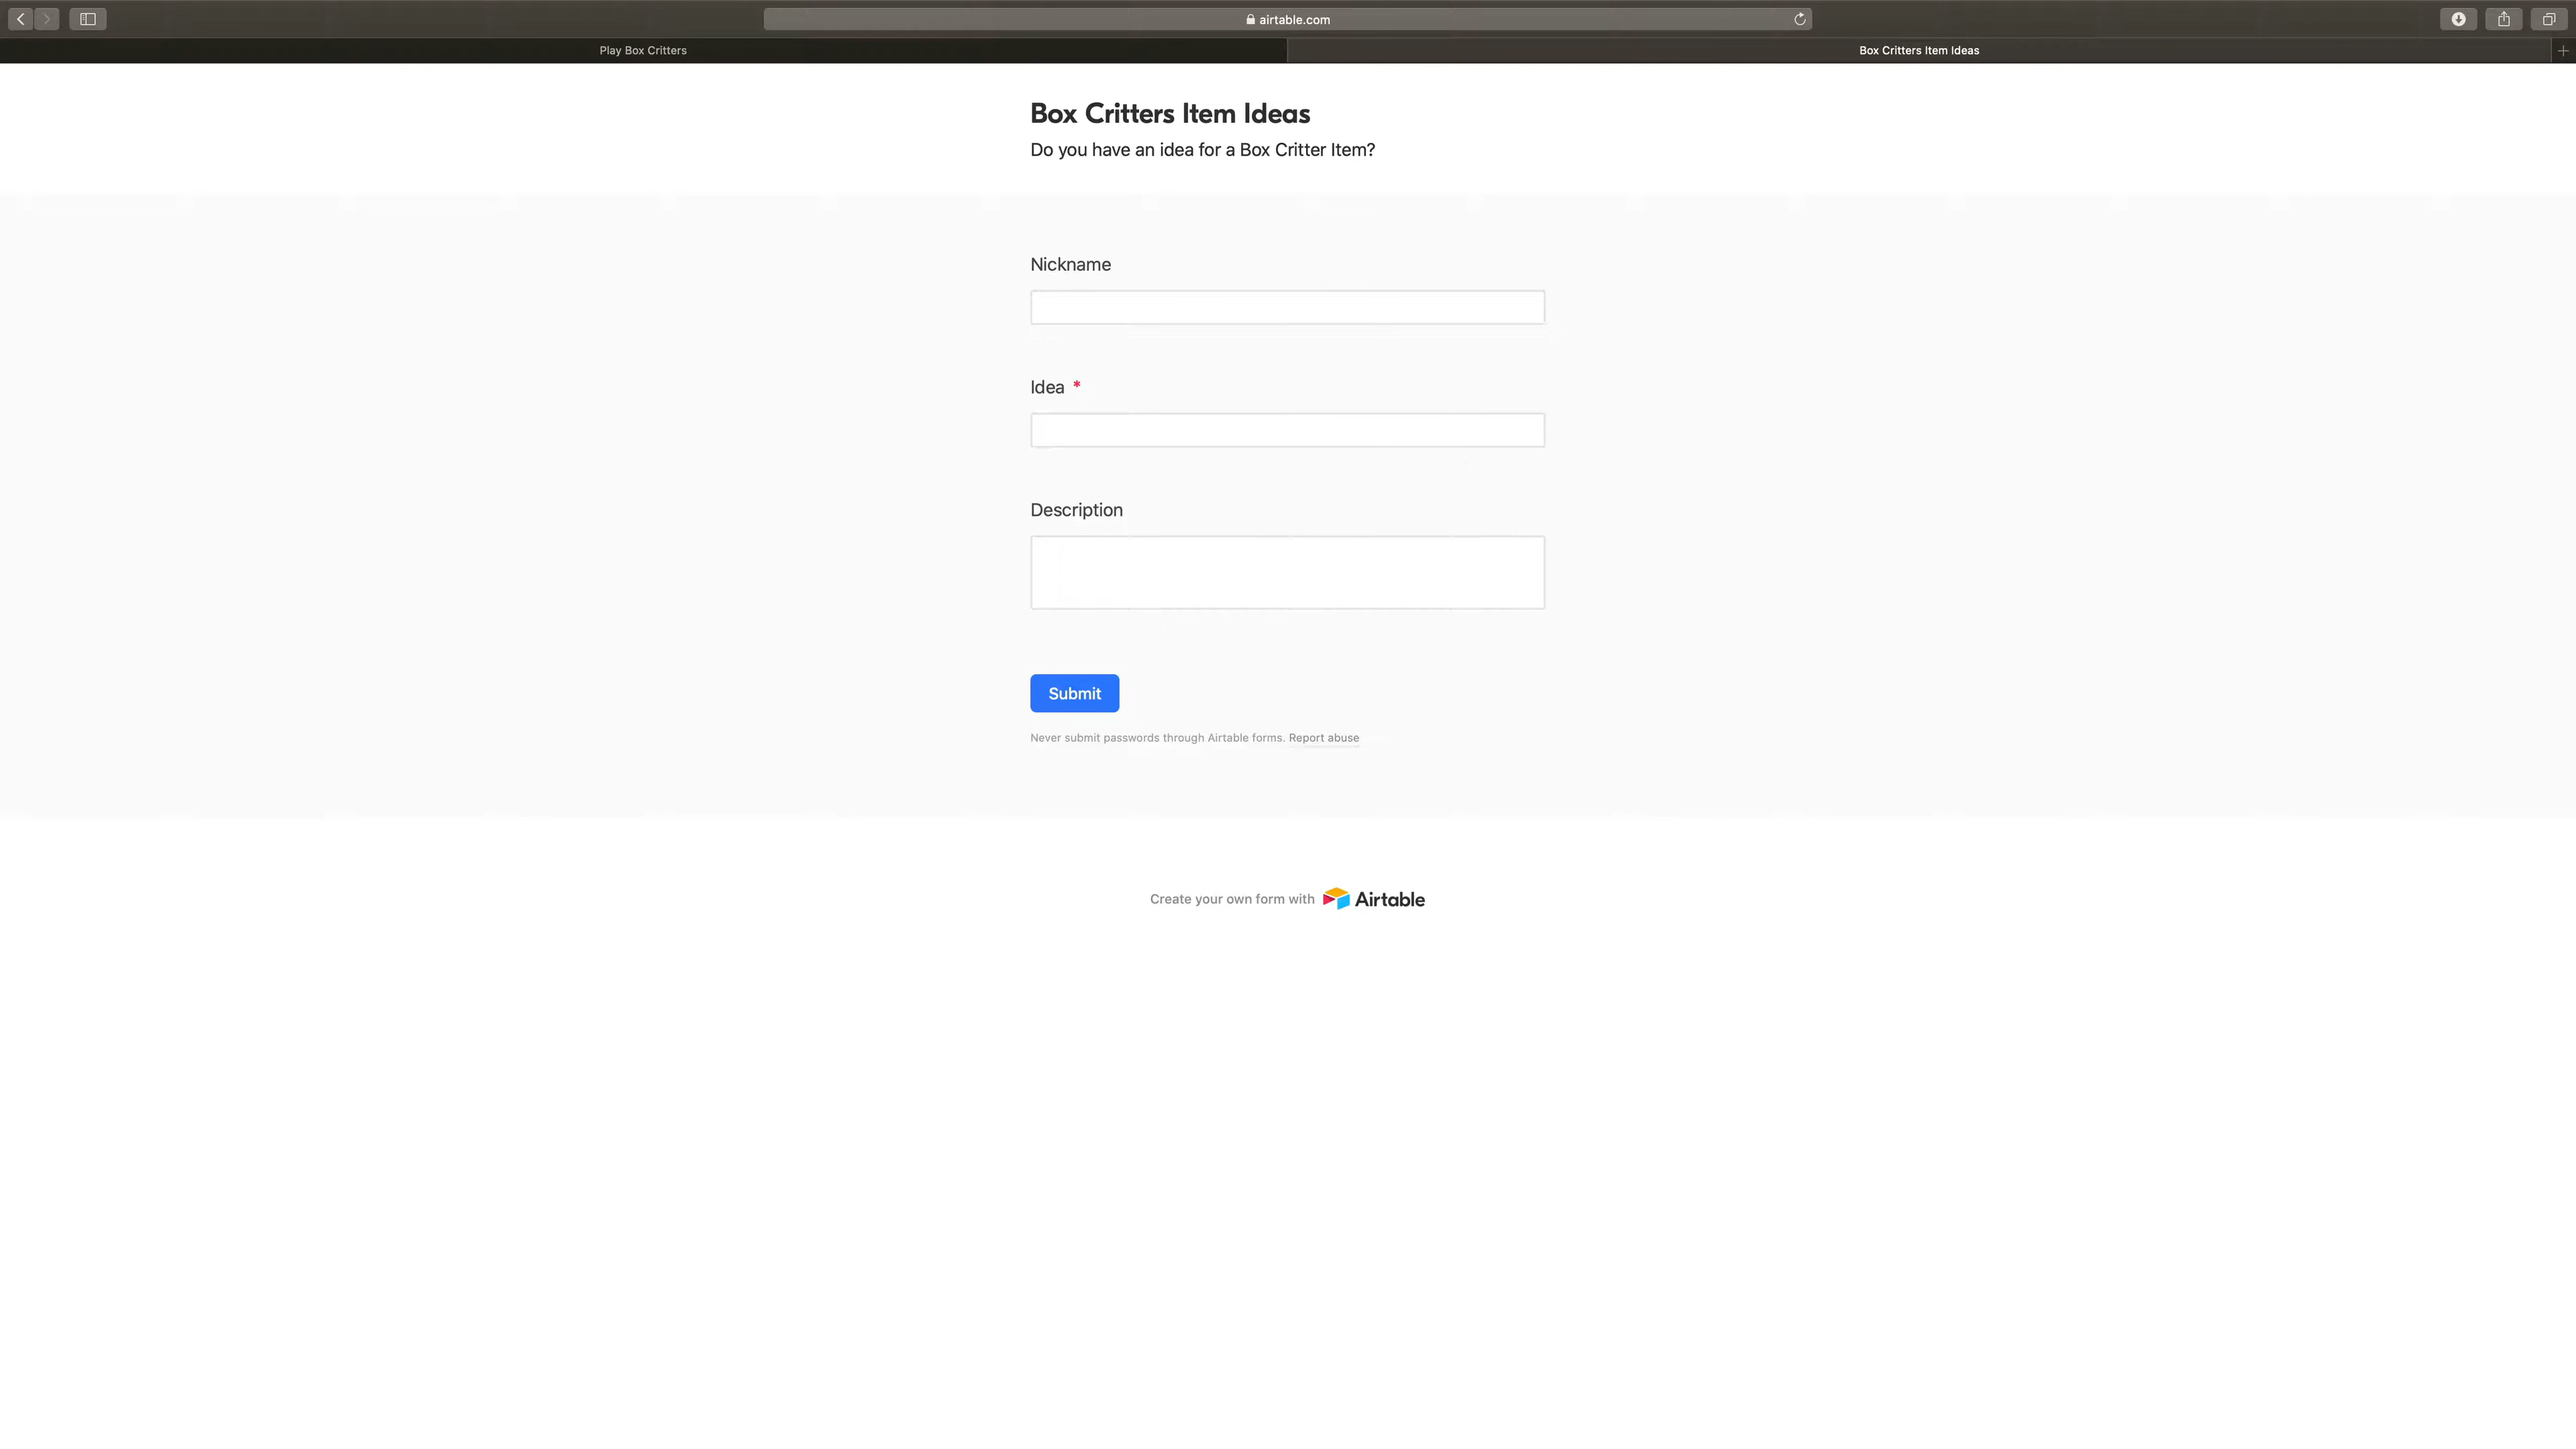 airtable.com
Play Box Critters
Box Critters Item Ideas
Box Critters Item Ideas
Do you have an idea for a Box Critter Item?
Nickname
Idea *
Description
Submit
Never submit passwords through Airtable forms. Report abuse
Create your own form with Airtable